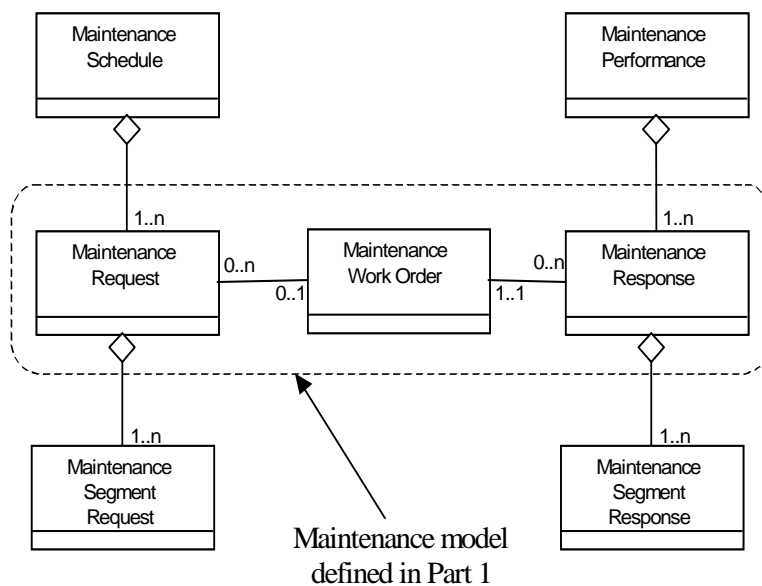 Maintenance
Schedule
Maintenance
Performance
1..n
1..n
Maintenance
Request
0..n
0..1
Maintenance
Work Order
0..n
1..1
Maintenance
Response
1..n
1..n
Maintenance
Segment
Request
Maintenance
Segment
Response
Maintenance model
defined in Part 1